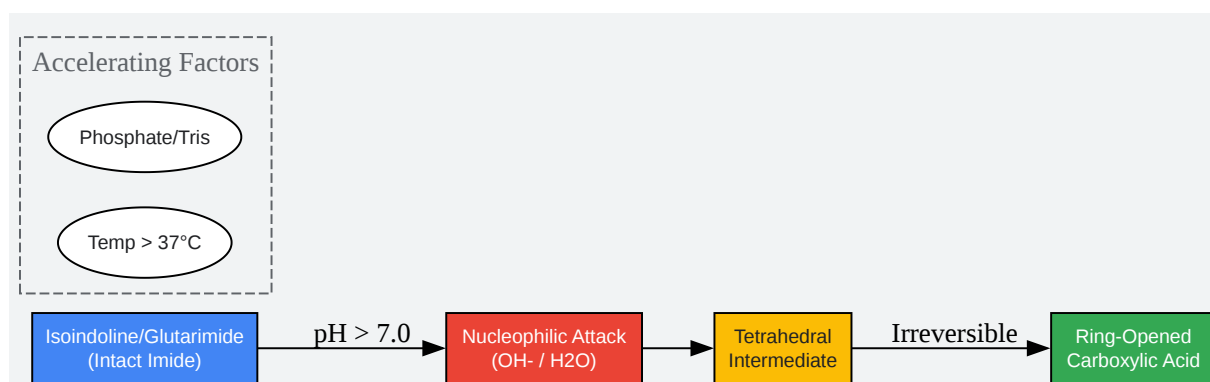 Accelerating Factors
Phosphate/Tris
Temp > 37°C
Isoindoline/Glutarimide
(Intact Imide)
pH > 7.0
Nucleophilic Attack
(OH- / H2O)
Tetrahedral
Intermediate
Irreversible
Ring-Opened
Carboxylic Acid